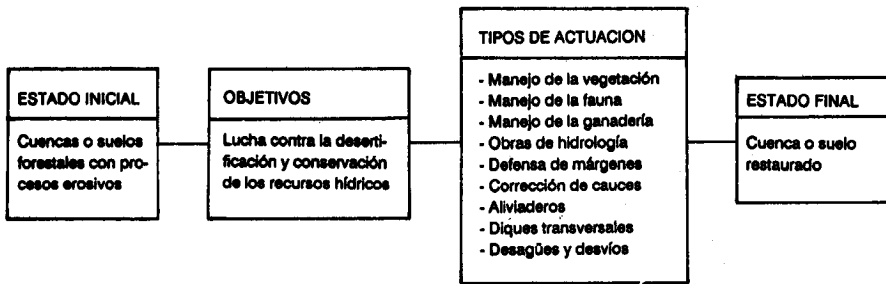 ESTADO INICIAL
Cuencas o suelos
forestales con pro-
cesos erosivos
OBJETIVOS
Lucha contra la deserti-
ficación y conservación
de los recursos hídricos
TIPOS DE ACTUACION
- Manejo de la vegetación
- Manejo de la fauna
- Manejo de la ganadería
- Obras de hidrología
- Defensa de márgenes
- Corrección de cauces
- Aliviaderos
- Diques transversales
- Desagües y desvíos
ESTADO FINAL
Cuenca o suelo
restaurado